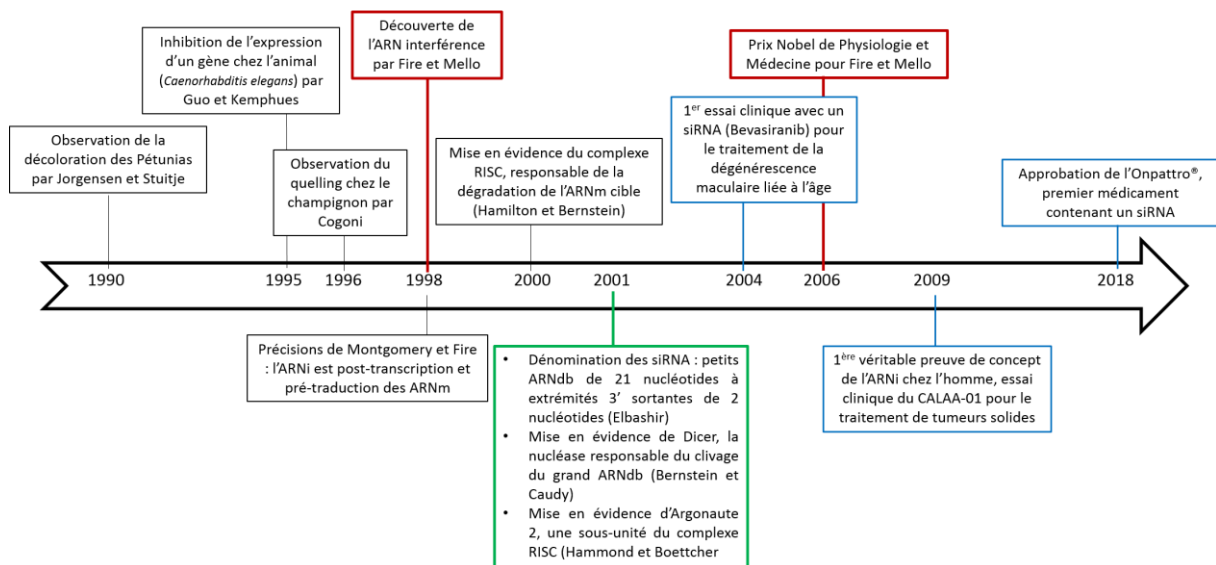 Découverte de
l’ARN interférence
par Fire et Mello
Inhibition de l’expression
d’un gène chez l’animal
(Caenorhabditis elegans) par
Guo et Kemphues
Prix Nobel de Physiologie et
Médecine pour Fire et Mello
Observation de la
décoloration des Pétunias
par Jorgensen et Stuitje
Observation du
quelling chez le
champignon par
Cogoni
Mise en évidence du complexe
RISC, responsable de la
dégradation de l’ARNm cible
(Hamilton et Bernstein)
1er essai clinique avec un
siRNA (Bevasiranib) pour
le traitement de la
dégénérescence
maculaire liée à l’âge
Approbation de l’Onpattro®,
premier médicament
contenant un siRNA
1990 1995 1996 1998 2000 2001 2004 2006 2009 2018
Précisions de Montgomery et Fire
: l’ARNi est post-transcription et
pré-traduction des ARNm
• Dénomination des siRNA : petits
ARNdb de 21 nucléotides à
extrémités 3’ sortantes de 2
nucléotides (Elbashir)
• Mise en évidence de Dicer, la
nucléase responsable du clivage
du grand ARNdb (Bernstein et
Caudy)
• Mise en évidence d’Argonaute
2, une sous-unité du complexe
RISC (Hammond et Boettcher
1ère véritable preuve de concept
de l’ARNi chez l’homme, essai
clinique du CALAA-01 pour le
traitement de tumeurs solides